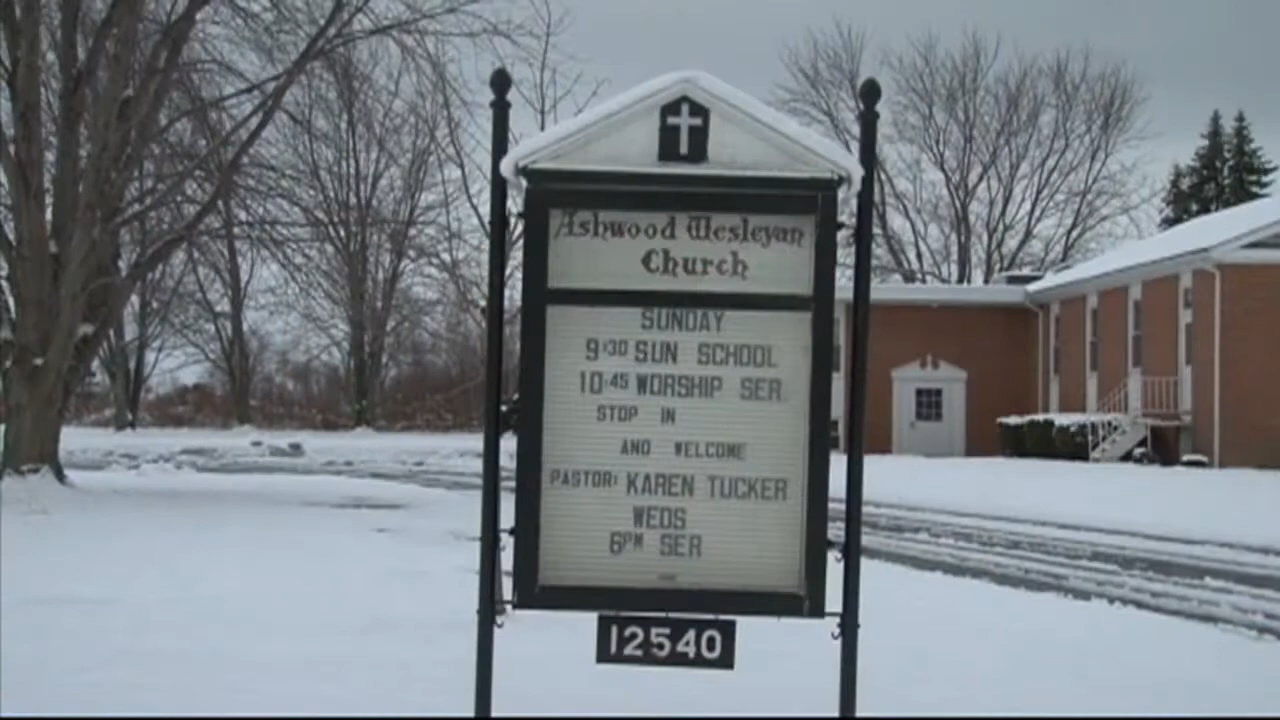 Ashwood Wesleyan
Church
SUNDAY
9:30 SUN SCHOOL
10:45 WORSHIP SER
STOP IN
AND WELCOME
PASTOR: KAREN TUCKER
WEDS
6PM SER
12540